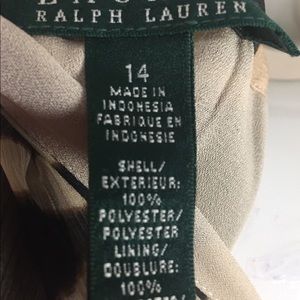 RALPH LAUREN
14
MADE IN
INDONESIA
FABRIQUE EN
INDONESIE
SHELL/
EXTERIEUR:
100%
POLYESTER/
POLYESTER
LINING/
DOUBLURE:
100%